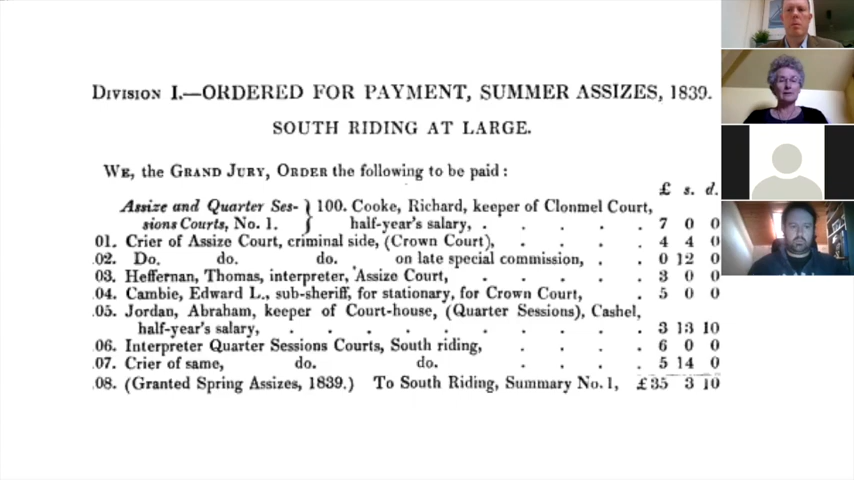 DIVISION I.—ORDERED FOR PAYMENT, SUMMER ASSIZES, 1839.
SOUTH RIDING AT LARGE.
WE, the GRAND JURY, ORDER the following to be paid:
£ s. d.
Assize and Quarter Ses- } 100. Cooke, Richard, keeper of Clonmel Court,
sions Courts, No. 1. } half-year's salary, . . . . . 7 0 0
01. Crier of Assize Court, criminal side, (Crown Court), . . . . 4 4 0
02. Do. do. do. on late special commission, . . 0 12 0
03. Heffernan, Thomas, interpreter, Assize Court, . . . . . 3 0 0
04. Cambie, Edward L., sub-sheriff, for stationary, for Crown Court, . 5 0 0
05. Jordan, Abraham, keeper of Court-house, (Quarter Sessions), Cashel,
half-year's salary, . . . . . . . . . . 3 13 10
06. Interpreter Quarter Sessions Courts, South riding, . . . . 6 0 0
07. Crier of same, do. do. . . . . 5 14 0
08. (Granted Spring Assizes, 1839.) To South Riding, Summary No. 1, £35 3 10